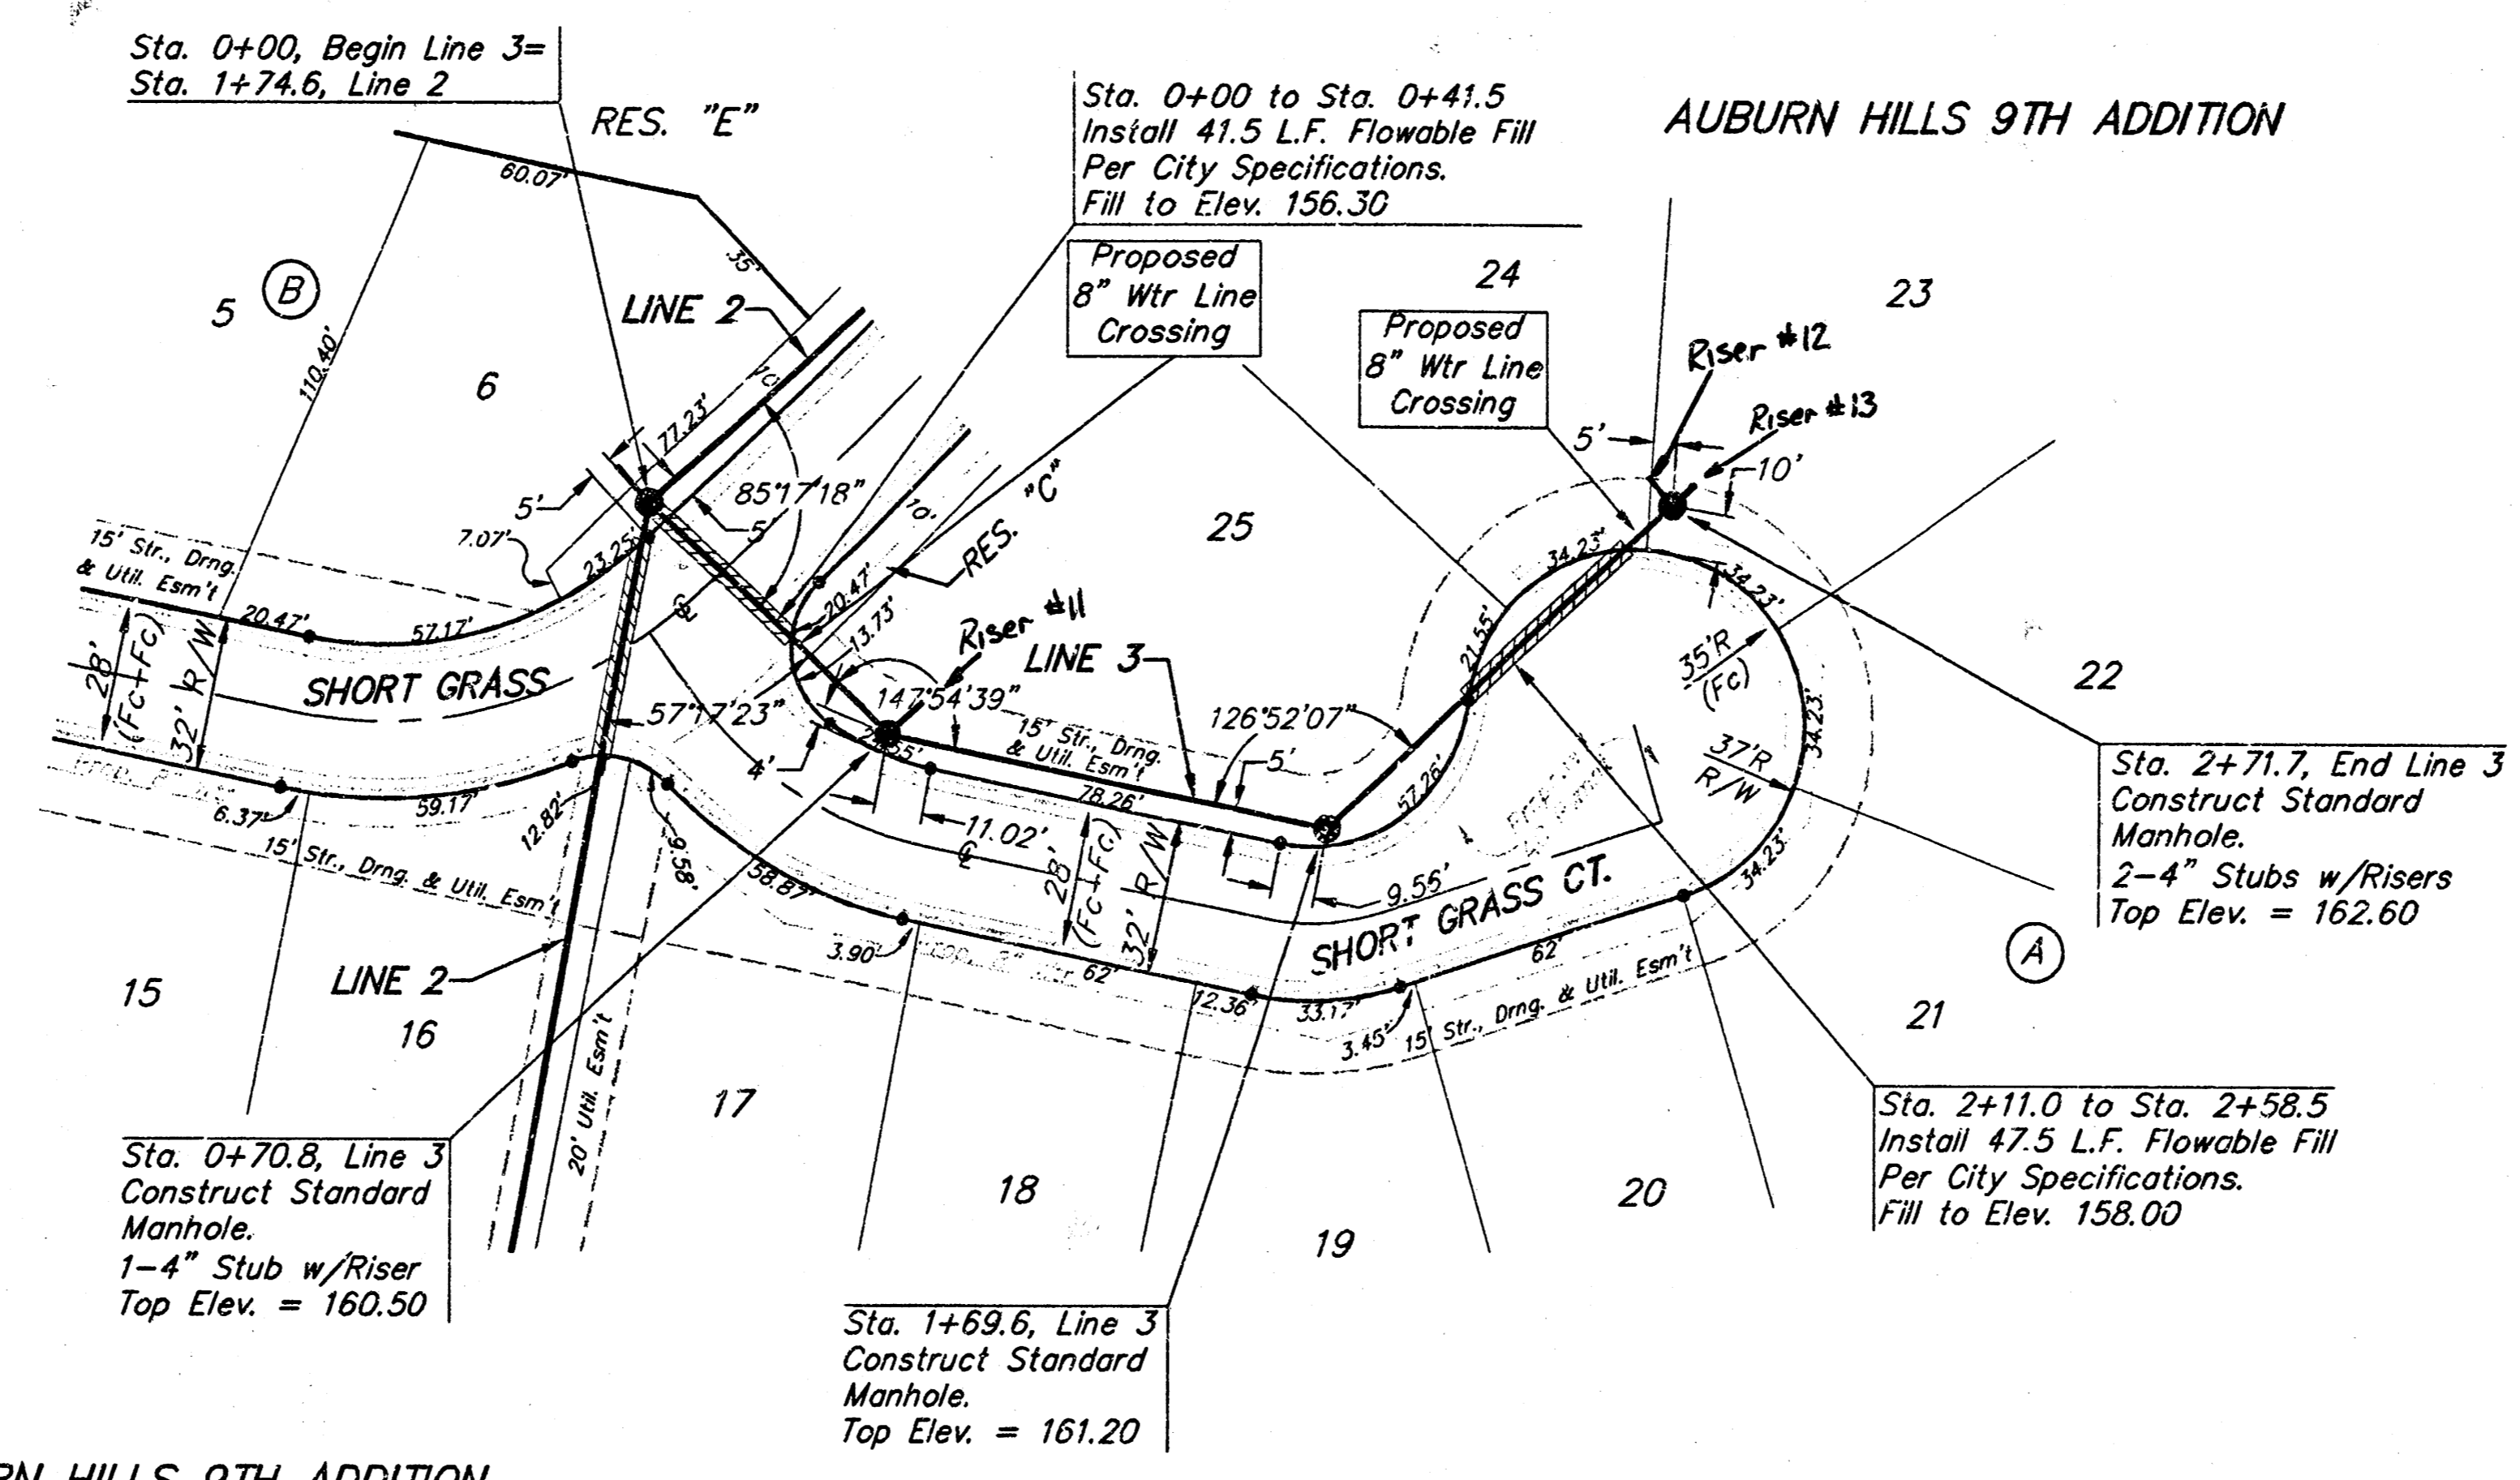 Sta. 0+00, Begin Line 3=
Sta. 1+74.6, Line 2
RES. "E"
Sta. 0+00 to Sta. 0+41.5
Install 41.5 L.F. Flowable Fill
Per City Specifications.
Fill to Elev. 156.30
AUBURN HILLS 9TH ADDITION
60.07'
35'
Proposed
8" Wtr Line
Crossing
24
23
5
B
110.40'
6
LINE 2
10'
77.23'
Proposed
8" Wtr Line
Crossing
Riser #12
Riser #13
5'
10'
5'
85°17'18"
5'
10'
"C"
RES.
25
7.07'
23.25'
15' Str., Drng.
& Util. Esm't
20.47'
57.17'
28'
(Fc+Fc)
32' R/W
SHORT GRASS
℄
20.47'
13.73'
Riser #11
LINE 3
147°54'39"
57°17'23"
15' Str., Drng.
& Util. Esm't
126°52'07"
5'
4'
34.23'
34.23'
21.55'
35'R
(FC)
34.23'
22
37'R
R/W
57.26'
78.26'
11.02'
℄
28'
(Fc+Fc)
32' R/W
6.37'
59.17'
12.82'
9.58'
58.87'
15' Str., Drng. & Util. Esm't
9.56'
SHORT GRASS CT.
34.23'
Sta. 2+71.7, End Line 3
Construct Standard
Manhole.
2-4" Stubs w/Risers
Top Elev. = 162.60
A
3.90'
62'
12.36'
33.17'
62'
3.45'
15' Str., Drng. & Util. Esm't
15
LINE 2
16
20' Util. Esm't
17
18
19
20
21
Sta. 0+70.8, Line 3
Construct Standard
Manhole.
1-4" Stub w/Riser
Top Elev. = 160.50
Sta. 1+69.6, Line 3
Construct Standard
Manhole.
Top Elev. = 161.20
Sta. 2+11.0 to Sta. 2+58.5
Install 47.5 L.F. Flowable Fill
Per City Specifications.
Fill to Elev. 158.00
HILLS 9TH ADDITION